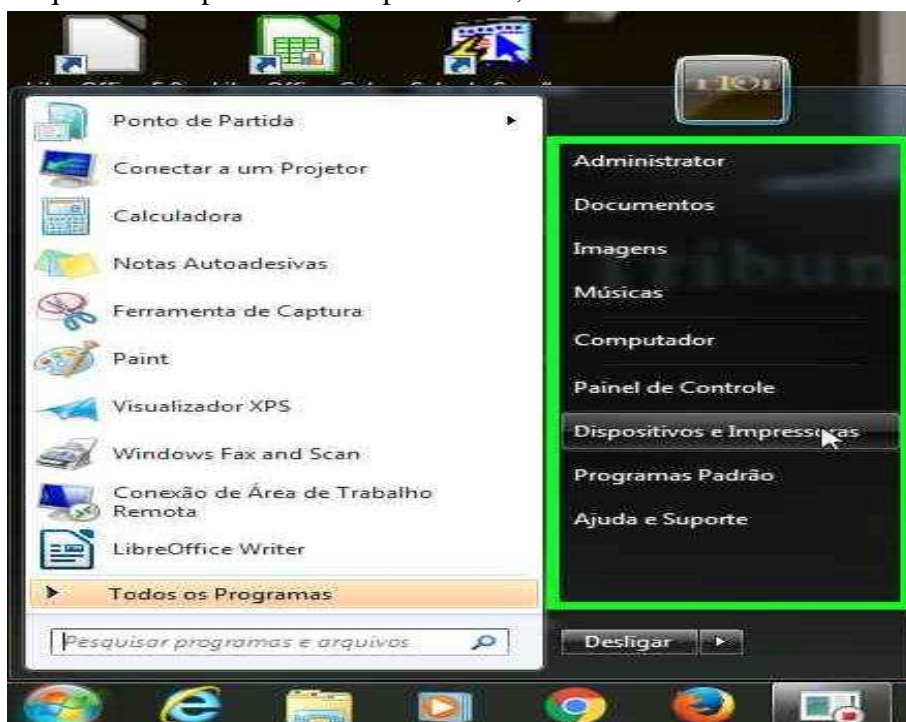 Ponto de Partida
Conectar a um Projetor
Calculadora
Notas Autoadesivas
Ferramenta de Captura
Paint
Visualizador XPS
Windows Fax and Scan
Conexão de Área de Trabalho
Remota
LibreOffice Writer
Todos os Programas
Pesquisar programas e arquivos
Administrator
Documentos
Imagens
Músicas
Computador
Painel de Controle
Dispositivos e Impressoras
Programas Padrão
Ajuda e Suporte
Desligar